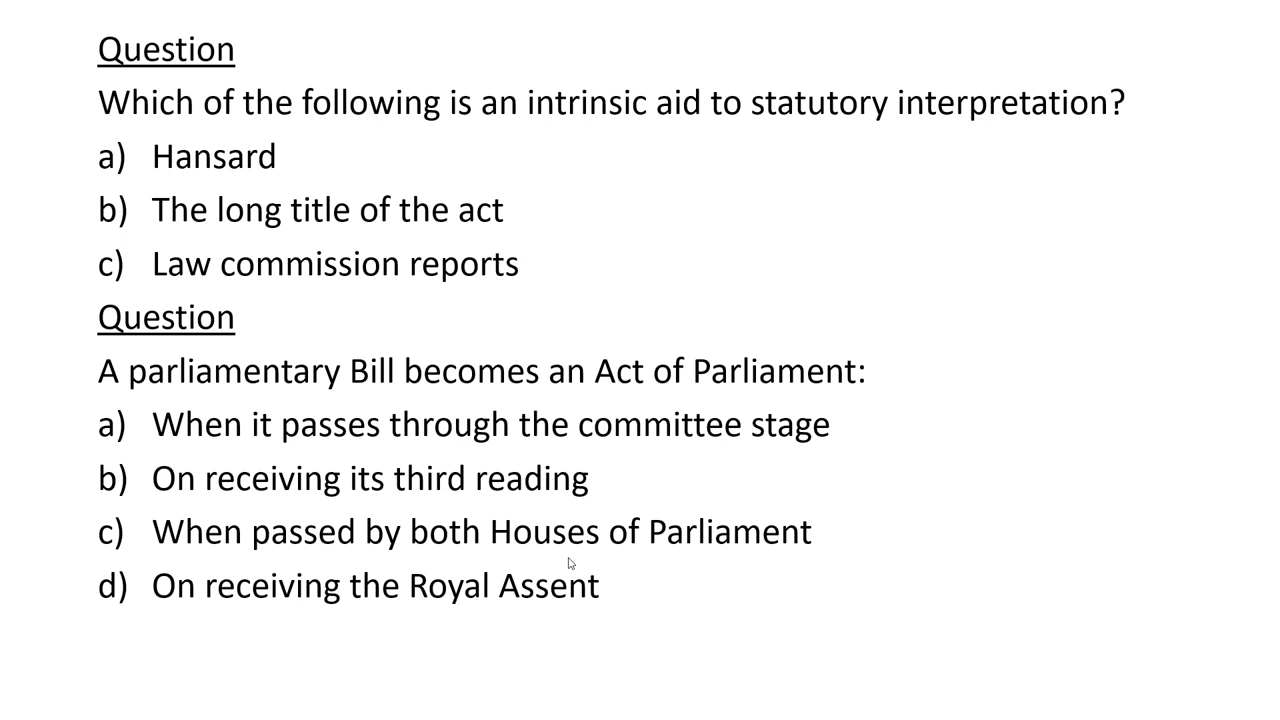 Question
Which of the following is an intrinsic aid to statutory interpretation?
a) Hansard
b) The long title of the act
c) Law commission reports
Question
A parliamentary Bill becomes an Act of Parliament:
a) When it passes through the committee stage
b) On receiving its third reading
c) When passed by both Houses of Parliament
d) On receiving the Royal Assent